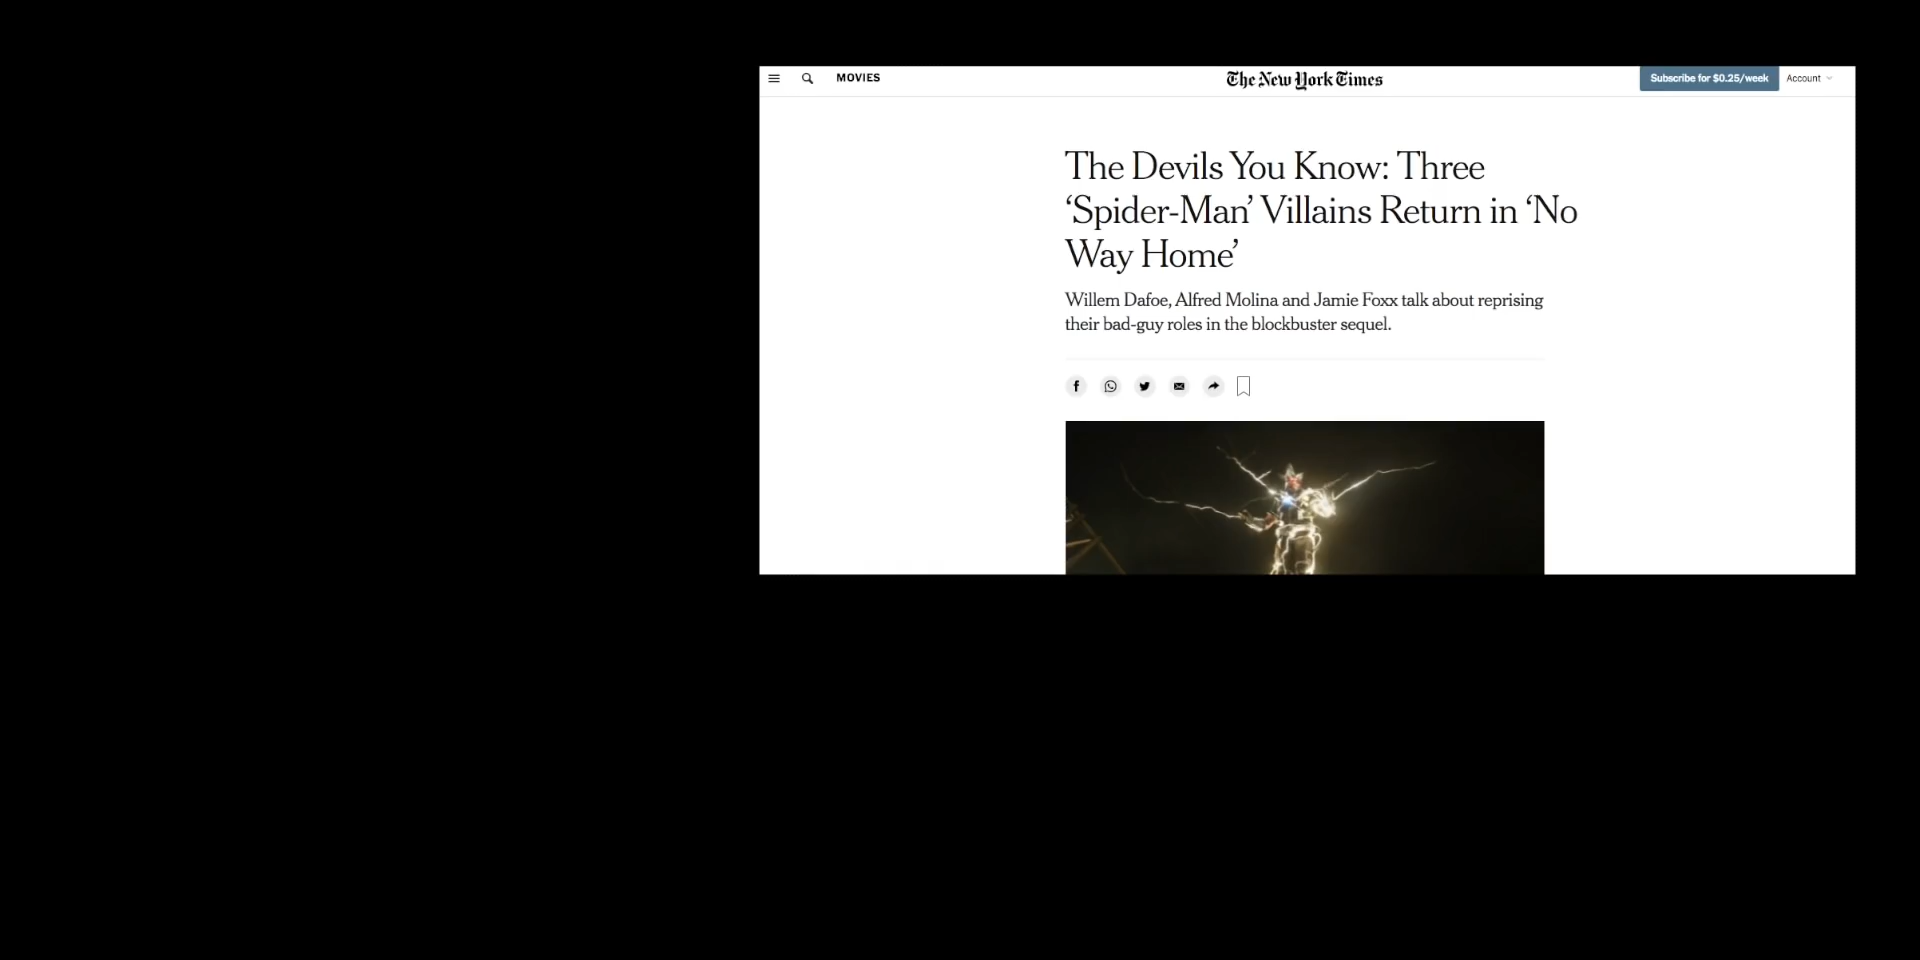 MOVIES
The New York Times
Subscribe for $0.25/week
Account
The Devils You Know: Three
‘Spider-Man’ Villains Return in ‘No
Way Home’
Willem Dafoe, Alfred Molina and Jamie Foxx talk about reprising
their bad-guy roles in the blockbuster sequel.